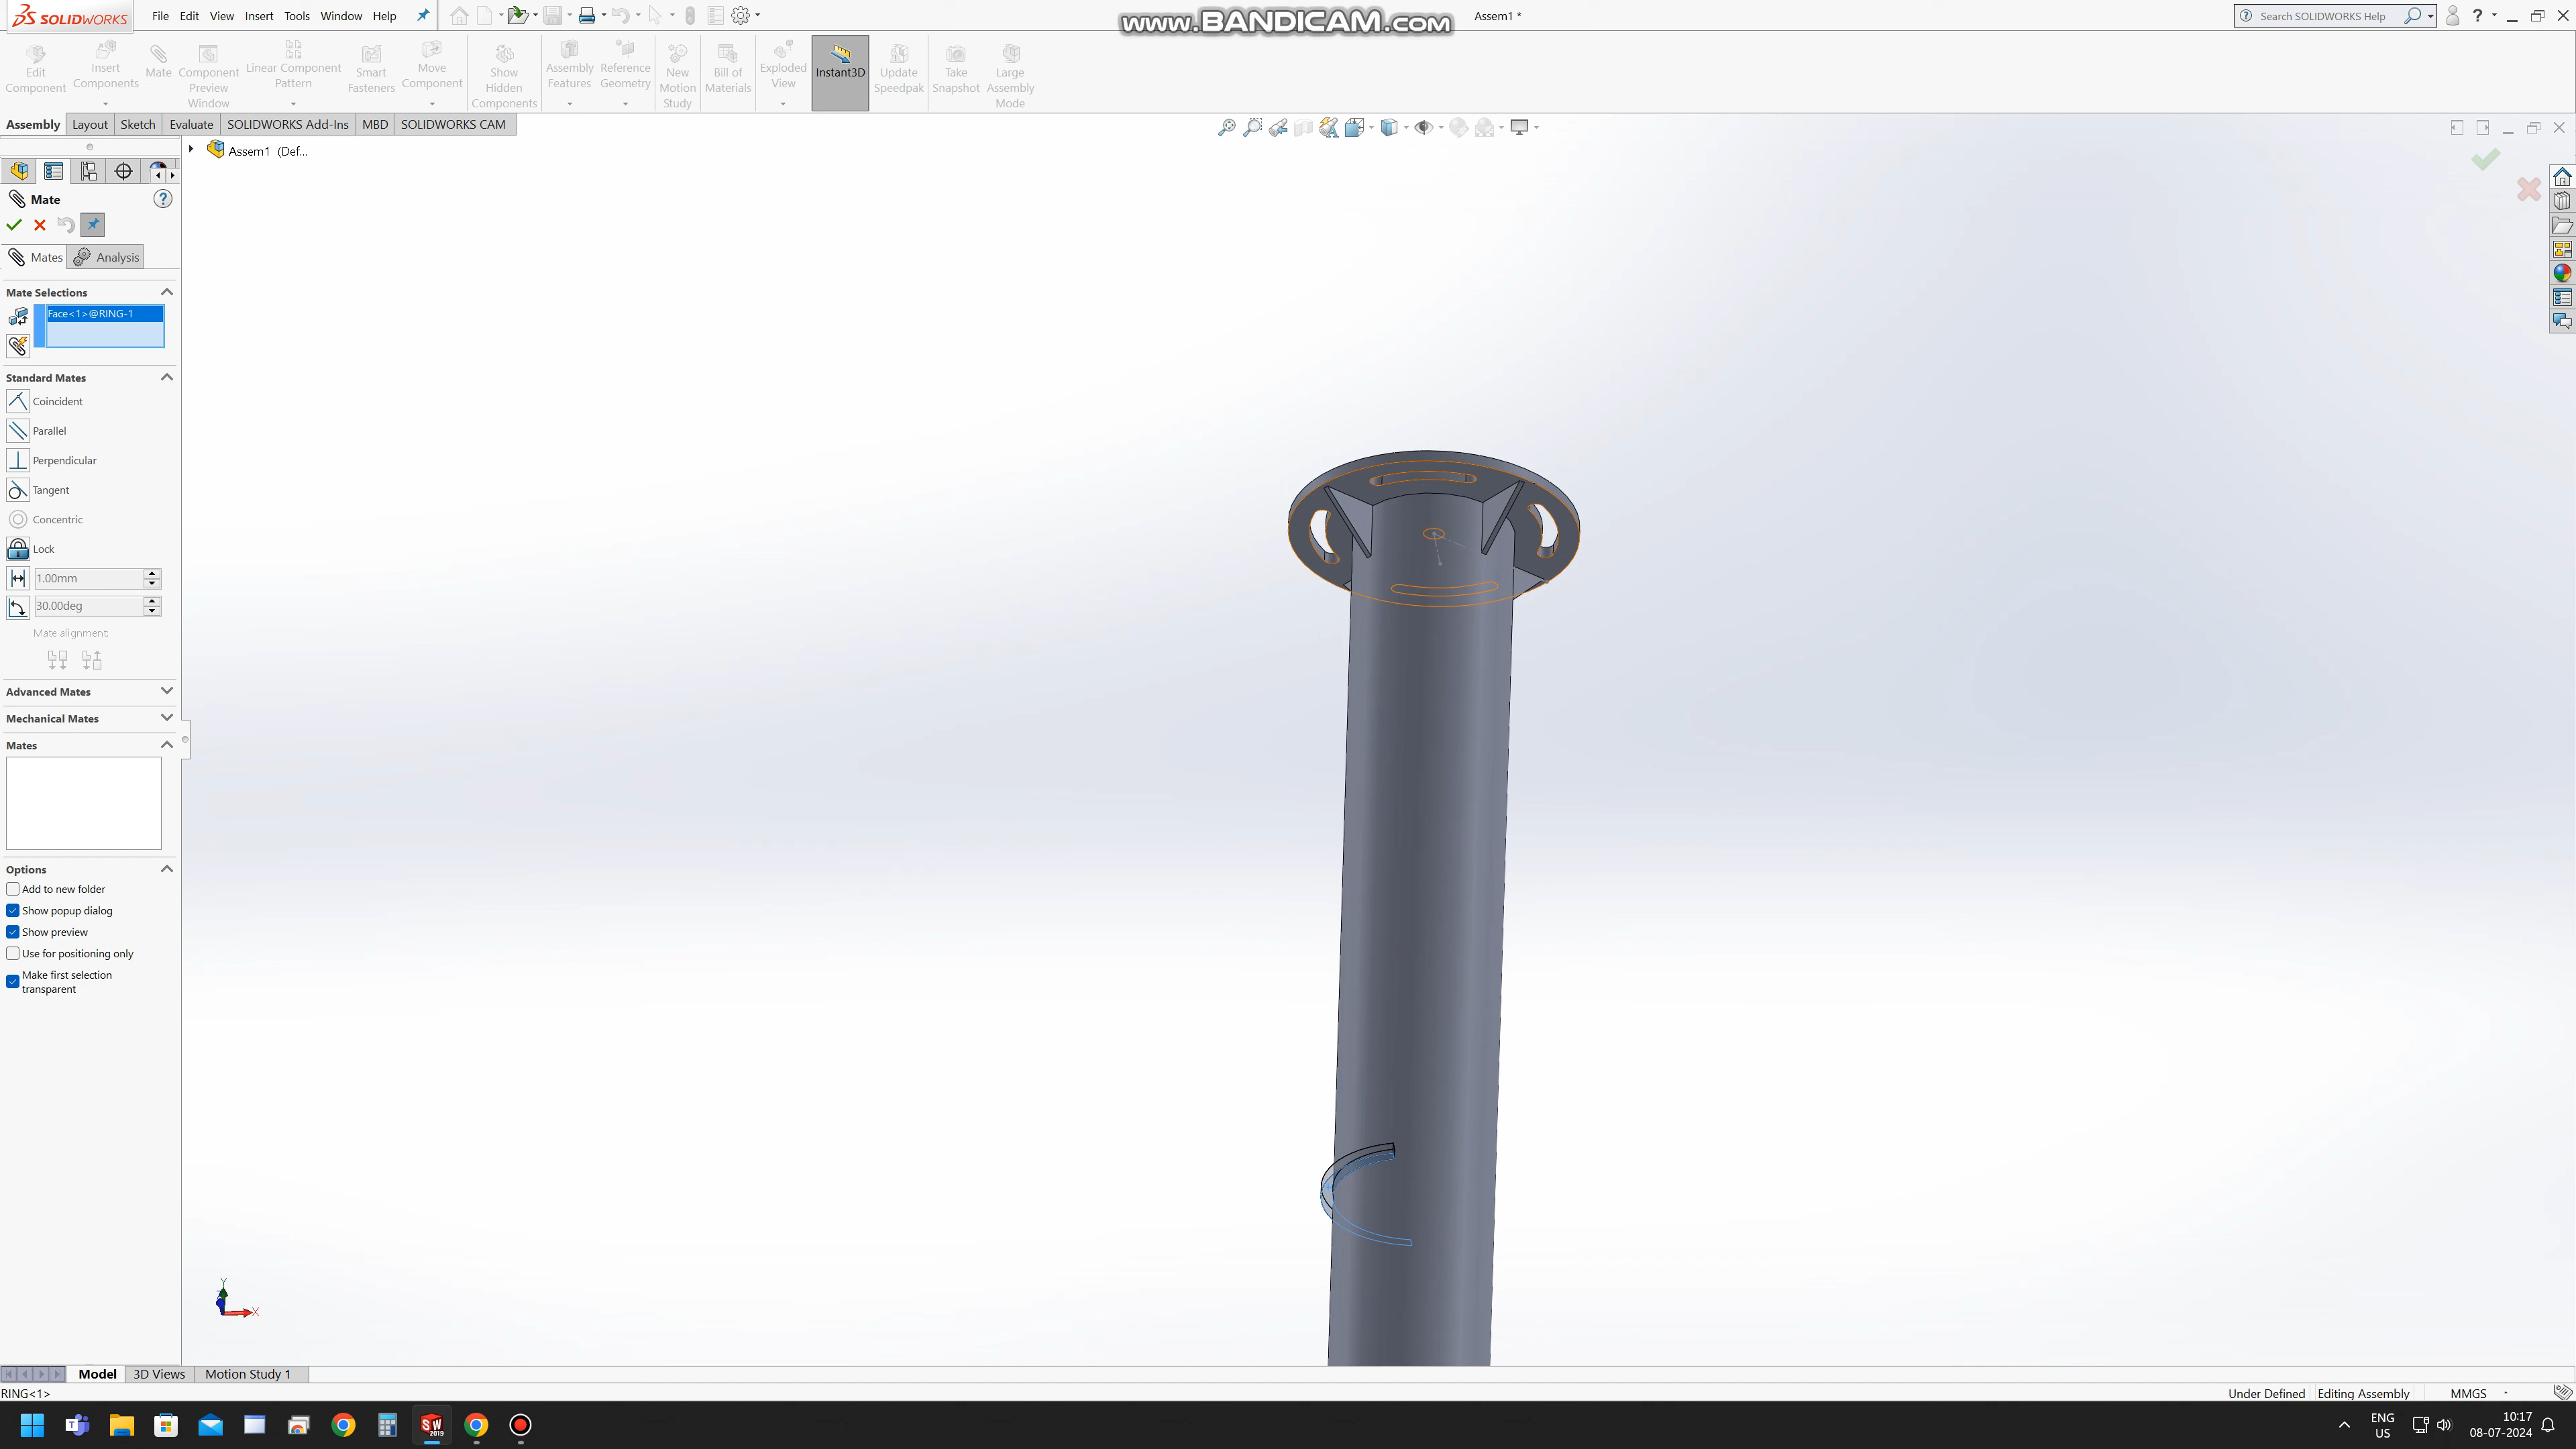 SOLIDWORKS File Edit View Insert Tools Window Help www.BANDICAM.com Assem1 * Search SOLIDWORKS Help ?
Edit Component
Insert Components
Mate
Component Preview Window
Linear Component Pattern
Smart Fasteners
Move Component
Show Hidden Components
Assembly Features
Reference Geometry
New Motion Study
Bill of Materials
Exploded View
Instant3D
Update Speedpak
Take Snapshot
Large Assembly Mode
Assembly Layout Sketch Evaluate SOLIDWORKS Add-Ins MBD SOLIDWORKS CAM
Assem1 (Def...
Mate ?
Mates Analysis
Mate Selections
Face<1>@RING-1
Standard Mates
Coincident
Parallel
Perpendicular
Tangent
Concentric
Lock
1.00mm
30.00deg
Mate alignment:
Advanced Mates
Mechanical Mates
Mates
Options
Add to new folder
Show popup dialog
Show preview
Use for positioning only
Make first selection
transparent
Y
X
Model 3D Views Motion Study 1
RING<1> Under Defined Editing Assembly MMGS
SW 2019
ENG
US
10:17
08-07-2024